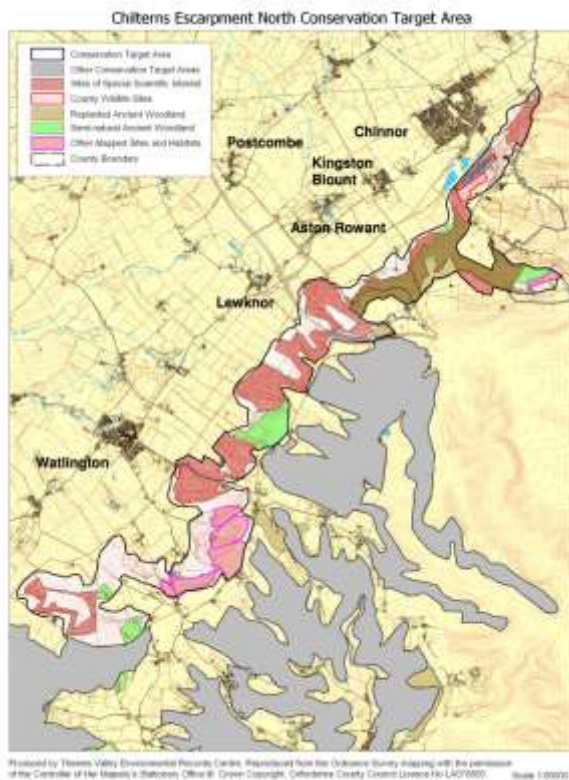 Chilterns Escarpment North Conservation Target Area
Conservation Target Area
Other Conservation Target Areas
Sites of Special Scientific Interest
County Wildlife Sites
Replanted Ancient Woodland
Semi-natural Ancient Woodland
Other Mapped Sites and Habitats
County Boundary
Chinnor
Postcombe
Kingston
Blount
Aston Rowant
Lewknor
Watlington
Produced by Thames Valley Environmental Records Centre. Reproduced from the Ordnance Survey mapping with the permission
of the Controller of Her Majesty's Stationery Office © Crown Copyright. Oxfordshire County Council Licence No
Scale